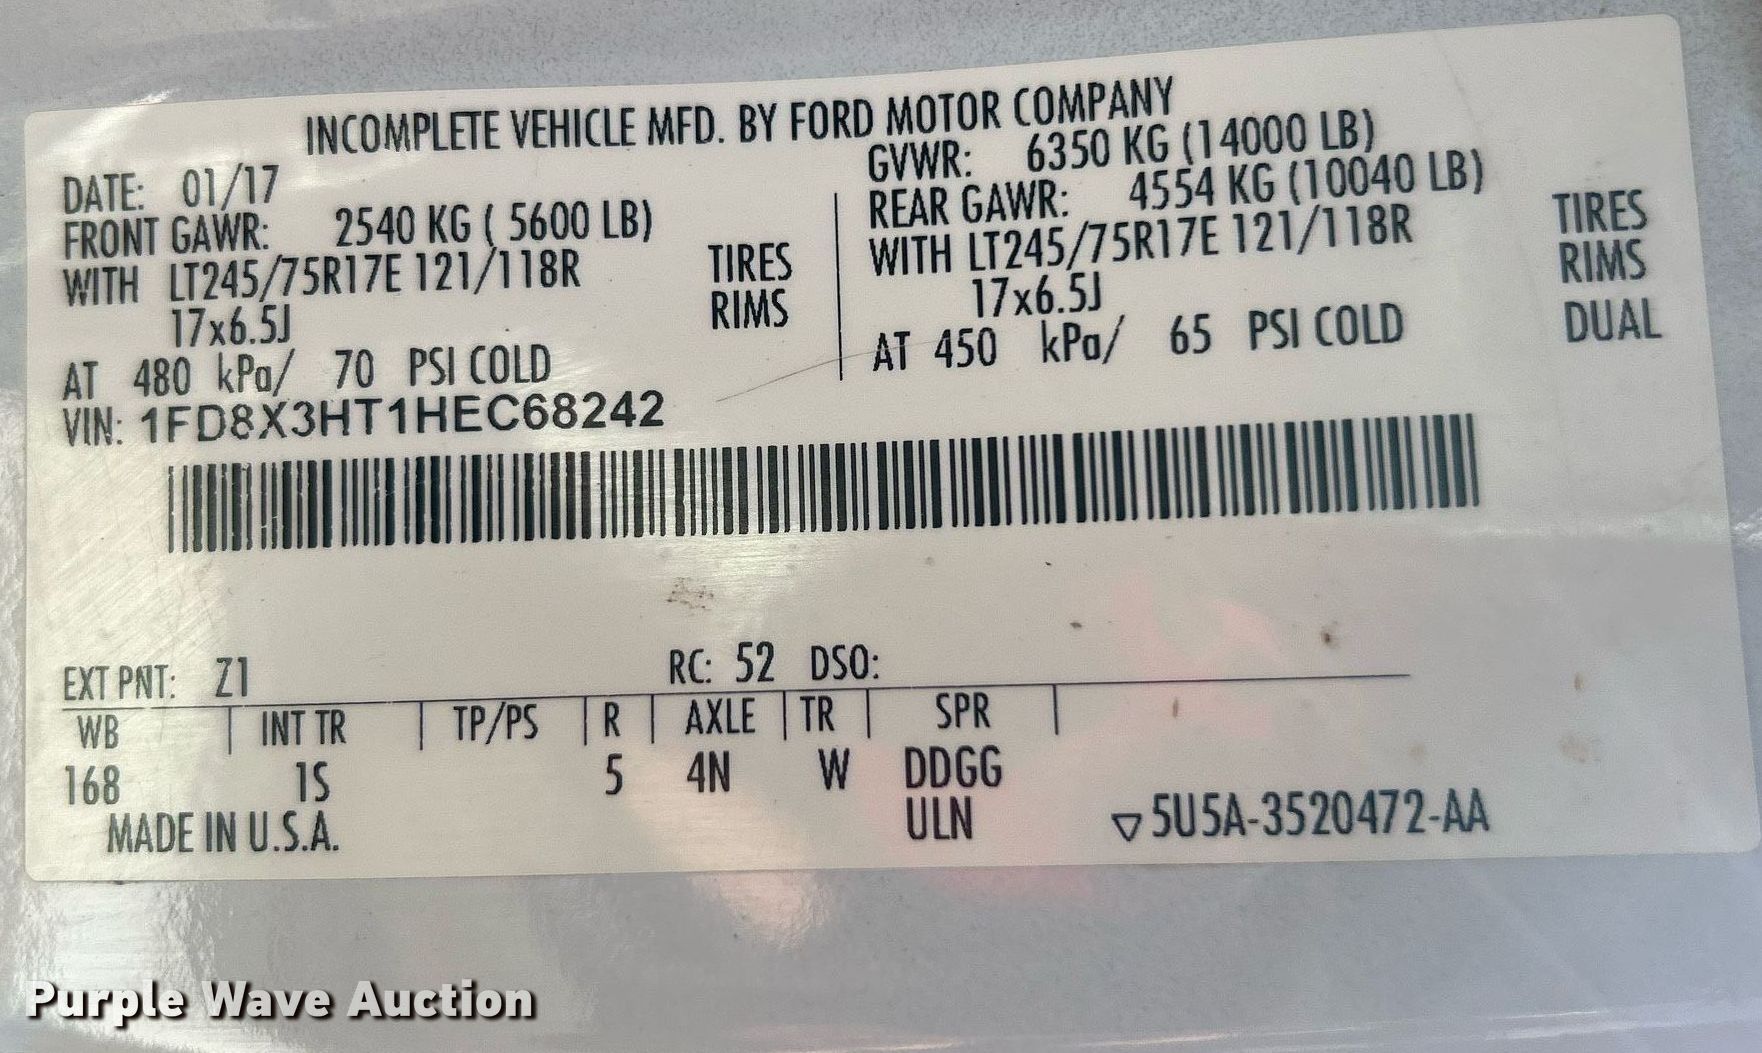 INCOMPLETE VEHICLE MFD. BY FORD MOTOR COMPANY
DATE: 01/17
GVWR: 6350 KG (14000 LB)
FRONT GAWR: 2540 KG ( 5600 LB)
REAR GAWR: 4554 KG (10040 LB)
WITH LT245/75R17E 121/118R TIRES
WITH LT245/75R17E 121/118R TIRES
17x6.5J RIMS
17x6.5J RIMS
AT 480 kPa/ 70 PSI COLD
AT 450 kPa/ 65 PSI COLD DUAL
VIN: 1FD8X3HT1HEC68242
EXT PNT: Z1 RC: 52 DSO:
WB | INT TR | TP/PS | R | AXLE | TR | SPR |
168 1S 5 4N W DDGG
MADE IN U.S.A. ULN ▽5U5A-3520472-AA
Purple Wave Auction